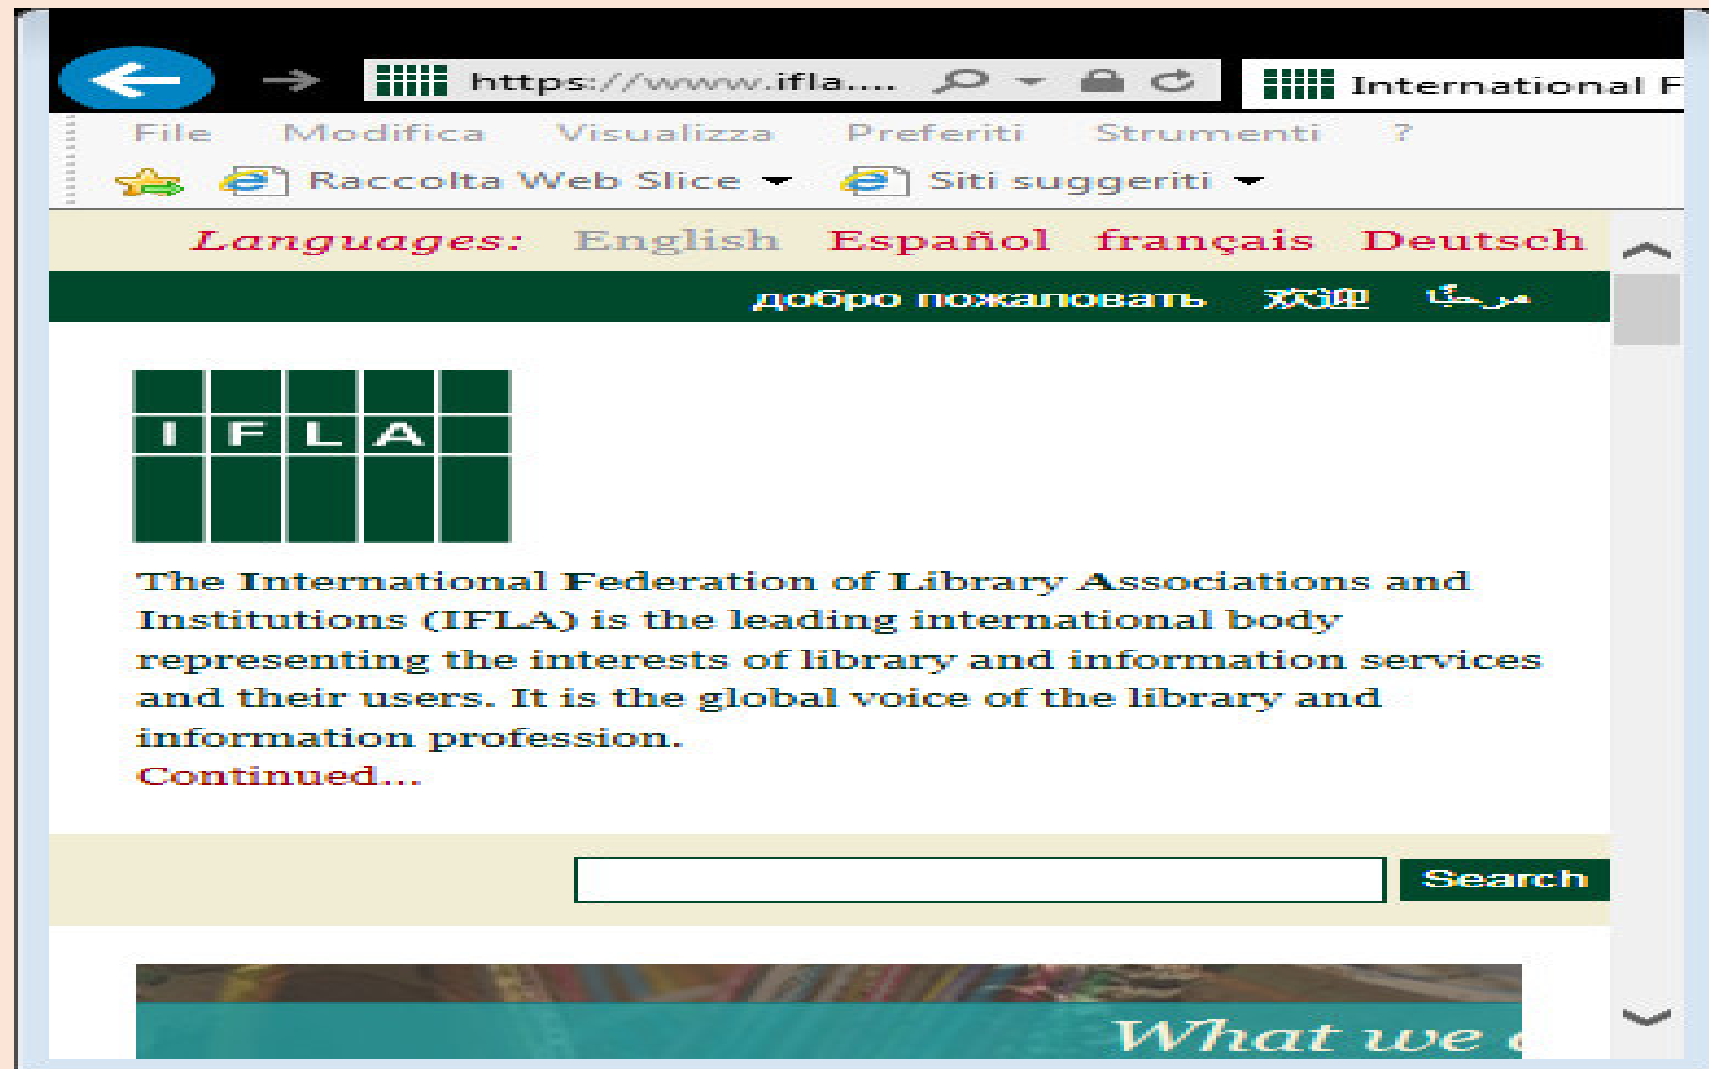 https://www.ifla.... International F
File Modifica Visualizza Preferiti Strumenti ?
Raccolta Web Slice Siti suggeriti
Languages: English Español français Deutsch
добро пожаловать 欢迎 مرحبًا
IFLA
The International Federation of Library Associations and
Institutions (IFLA) is the leading international body
representing the interests of library and information services
and their users. It is the global voice of the library and
information profession.
Continued...
Search
What we